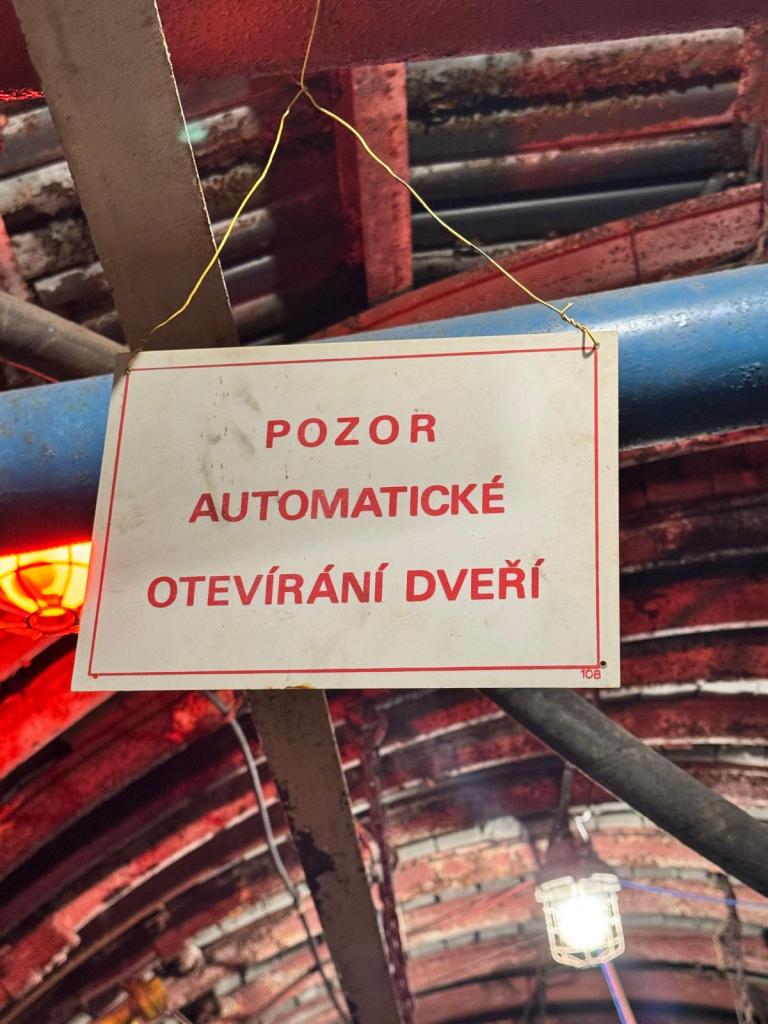 POZOR
AUTOMATICKÉ
OTEVÍRÁNÍ DVEŘÍ
108